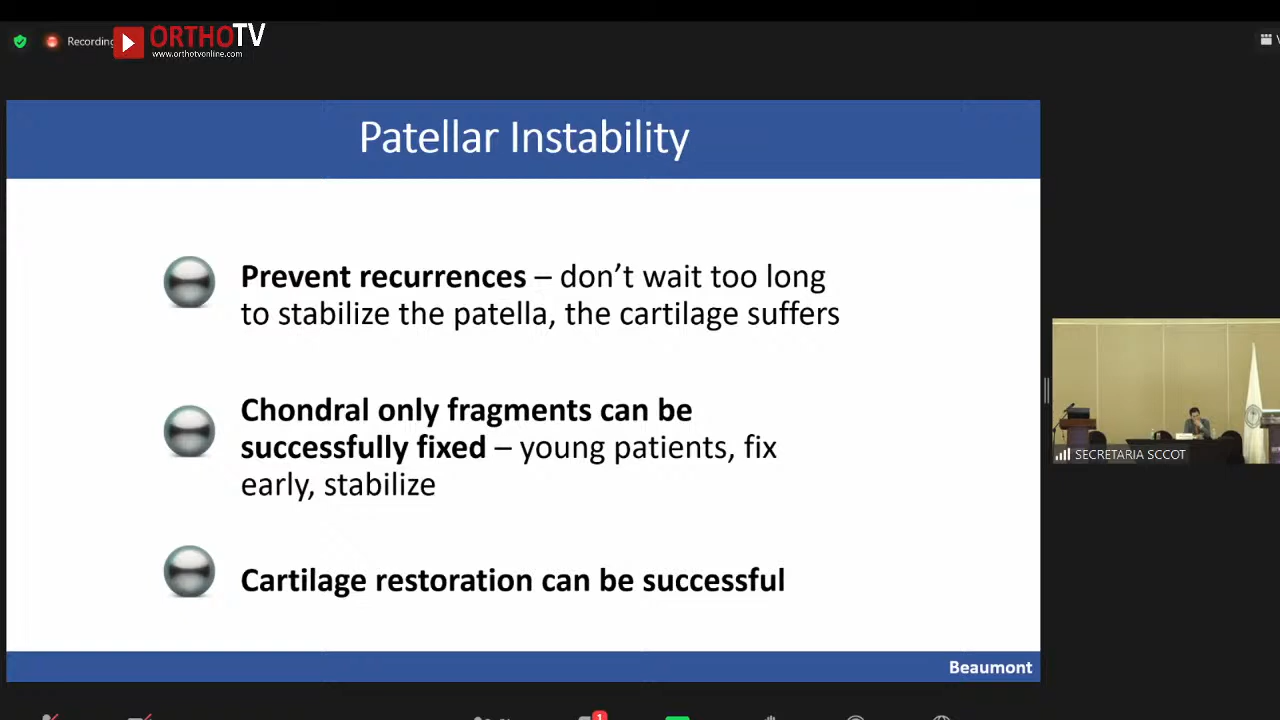 Recording
ORTHOTV
www.orthotvonline.com
Patellar Instability
Prevent recurrences – don’t wait too long
to stabilize the patella, the cartilage suffers
Chondral only fragments can be
successfully fixed – young patients, fix
early, stabilize
Cartilage restoration can be successful
SECRETARIA SCCOT
Beaumont
1